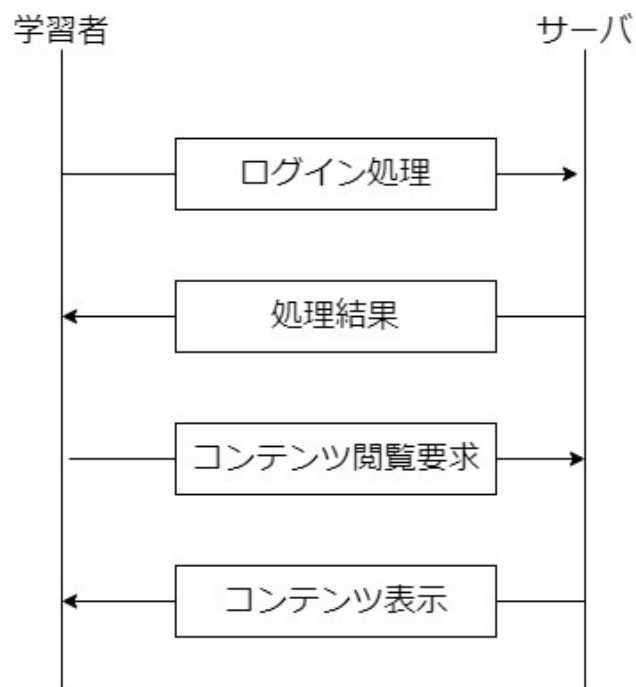 学習者
サーバ
ログイン処理
処理結果
コンテンツ閲覧要求
コンテンツ表示